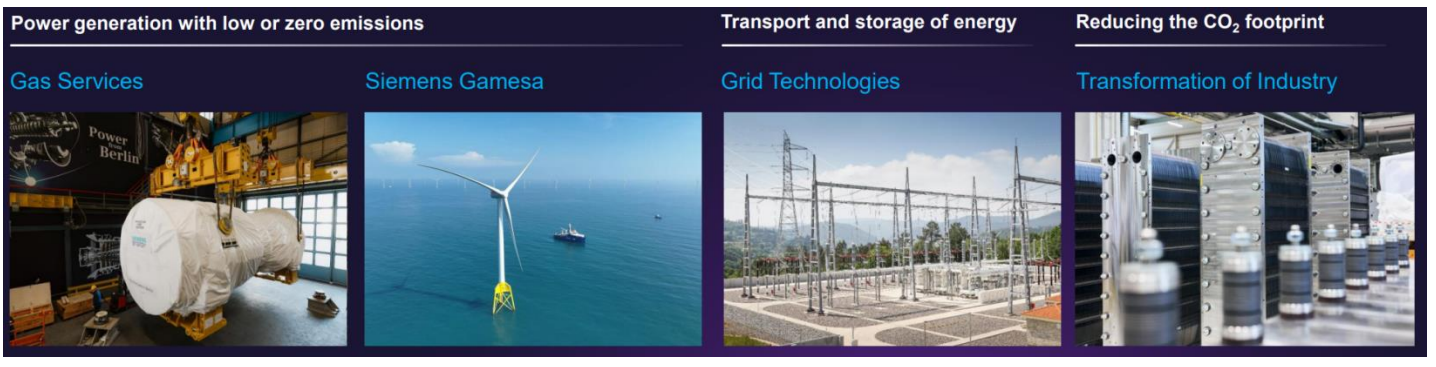 Power generation with low or zero emissions
Transport and storage of energy
Reducing the CO₂ footprint
Gas Services
Siemens Gamesa
Grid Technologies
Transformation of Industry
Power
from
Berlin